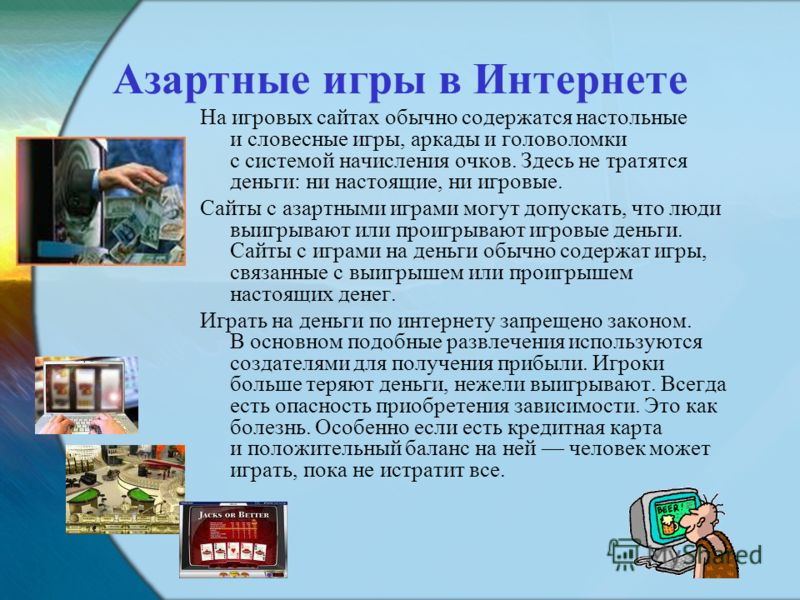 Азартные игры в Интернете
На игровых сайтах обычно содержатся настольные
и словесные игры, аркады и головоломки
с системой начисления очков. Здесь не тратятся
деньги: ни настоящие, ни игровые.
Сайты с азартными играми могут допускать, что люди
выигрывают или проигрывают игровые деньги.
Сайты с играми на деньги обычно содержат игры,
связанные с выигрышем или проигрышем
настоящих денег.
Играть на деньги по интернету запрещено законом.
В основном подобные развлечения используются
создателями для получения прибыли. Игроки
больше теряют деньги, нежели выигрывают. Всегда
есть опасность приобретения зависимости. Это как
болезнь. Особенно если есть кредитная карта
и положительный баланс на ней — человек может
играть, пока не истратит все.
JACKS OR BETTER
BEER!
MyShared